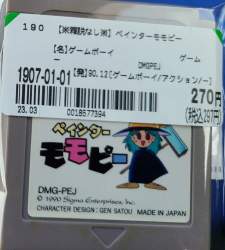 190 【※難説なし※】ペインターモモピー
【名】ゲームボーイ ゲーム
— DMGPEJ
1907-01-01 【発】90.12【ゲームボーイ/アクション/ー】
270円
(税込297円)
23.03 0018577394
ペインター
モモピー
DMG-PEJ
© 1990 Sigma Enterprises, Inc.
CHARACTER DESIGN: GEN SATOU MADE IN JAPAN